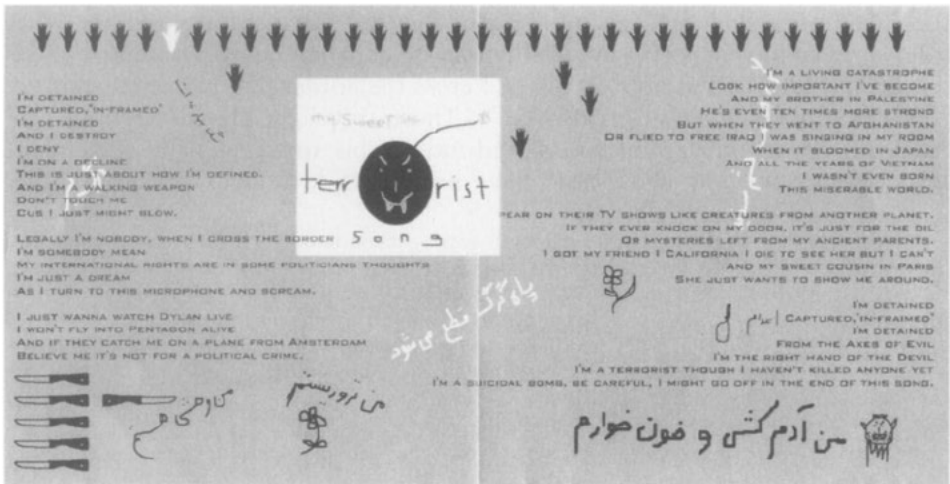 I'M DETAINED
CAPTURED,"IN-FRAMED"
I'M DETAINED
AND I DESTROY
I DENY
I'M ON A DECLINE
THIS IS JUST ABOUT HOW I'M DEFINED.
AND I'M A WALKING WEAPON
DON'T TOUCH ME
CUS I JUST MIGHT BLOW.
LEGALLY I'M NOBODY, WHEN I CROSS THE BORDER
I'M SOMEBODY MEAN
MY INTERNATIONAL RIGHTS ARE IN SOME POLITICIANS THOUGHTS
I'M JUST A DREAM
AS I TURN TO THIS MICROPHONE AND SCREAM.
I JUST WANNA WATCH DYLAN LIVE
I WON'T FLY INTO PENTAGON ALIVE
AND IF THEY CATCH ME ON A PLANE FROM AMSTERDAM
BELIEVE ME IT'S NOT FOR A POLITICAL CRIME.
my sweet
terr rist
song
I'M A LIVING CATASTROPHE
LOOK HOW IMPORTANT I'VE BECOME
AND MY BROTHER IN PALESTINE
HE'S EVEN TEN TIMES MORE STRONG
BUT WHEN THEY WENT TO AFGHANISTAN
OR FLIED TO FREE IRAQ I WAS SINGING IN MY ROOM
WHEN IT BLOOMED IN JAPAN
AND ALL THE YEARS OF VIETNAM
I WASN'T EVEN BORN
THIS MISERABLE WORLD.
PEAR ON THEIR TV SHOWS LIKE CREATURES FROM ANOTHER PLANET.
IF THEY EVER KNOCK ON MY DOOR, IT'S JUST FOR THE OIL
OR MYSTERIES LEFT FROM MY ANCIENT PARENTS.
I GOT MY FRIEND I CALIFORNIA I DIE TO SEE HER BUT I CAN'T
AND MY SWEET COUSIN IN PARIS
SHE JUST WANTS TO SHOW ME AROUND.
I'M DETAINED
اعدام CAPTURED,"IN-FRAIMED"
I'M DETAINED
FROM THE AXES OF EVIL
I'M THE RIGHT HAND OF THE DEVIL
I'M A TERRORIST THOUGH I HAVEN'T KILLED ANYONE YET
I'M A SUICIDAL BOMB, BE CAREFUL, I MIGHT GO OFF IN THE END OF THIS SONG.
قطع می شود
من وحشی ام
من تروریستم
من آدم کش و خون خوارم